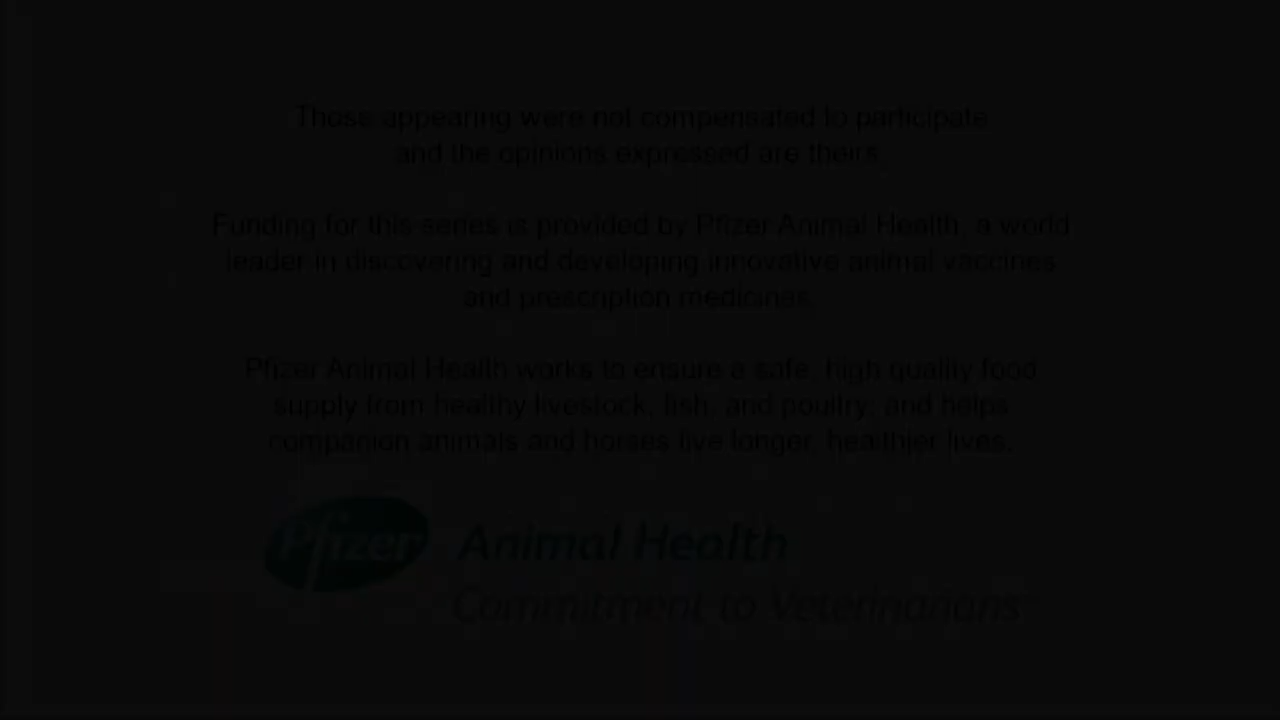 Those appearing were not compensated to participate
and the opinions expressed are theirs.
Funding for this series is provided by Pfizer Animal Health, a world
leader in discovering and developing innovative animal vaccines
and prescription medicines.
Pfizer Animal Health works to ensure a safe, high quality food
supply from healthy livestock, fish, and poultry; and helps
companion animals and horses live longer, healthier lives.
Pfizer Animal Health
Commitment to Veterinarians™